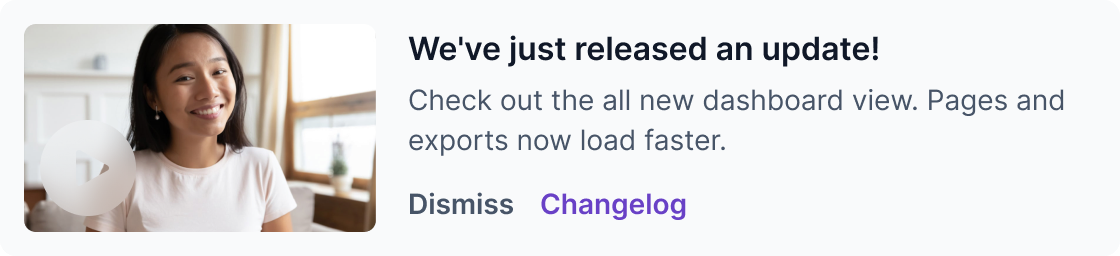 We've just released an update!
Check out the all new dashboard view. Pages and
exports now load faster.
Dismiss Changelog